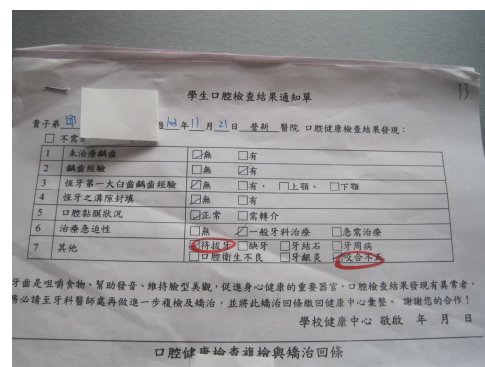 13
學生口腔檢查結果通知單
貴子弟 鄭 過103年11月21日 登新 醫院 口腔健康檢查結果發現：
□ 不需
1 未治療齲齒 ☑無 □有
2 齲齒經驗 □無 ☑有
3 恆牙第一大臼齒齲齒經驗 ☑無 □有， □上顎、 □下顎
4 恆牙之溝隙封填 ☑無 □有
5 口腔黏膜狀況 ☑正常 □需轉介
6 治療急迫性 □無 ☑一般牙科治療 □急需治療
7 其他 ☑待拔牙 □缺牙 □牙結石 □牙周病
□口腔衛生不良 □牙齦炎 ☑咬合不正
牙齒是咀嚼食物、幫助發音、維持臉型美觀，促進身心健康的重要器官，口腔檢查結果發現有異常者，
務必請至牙科醫師處再做進一步複檢及矯治，並將此矯治回條繳回健康中心彙整。 謝謝您的合作！
學校健康中心 敬啟 年 月 日
口腔健康檢查複檢與矯治回條